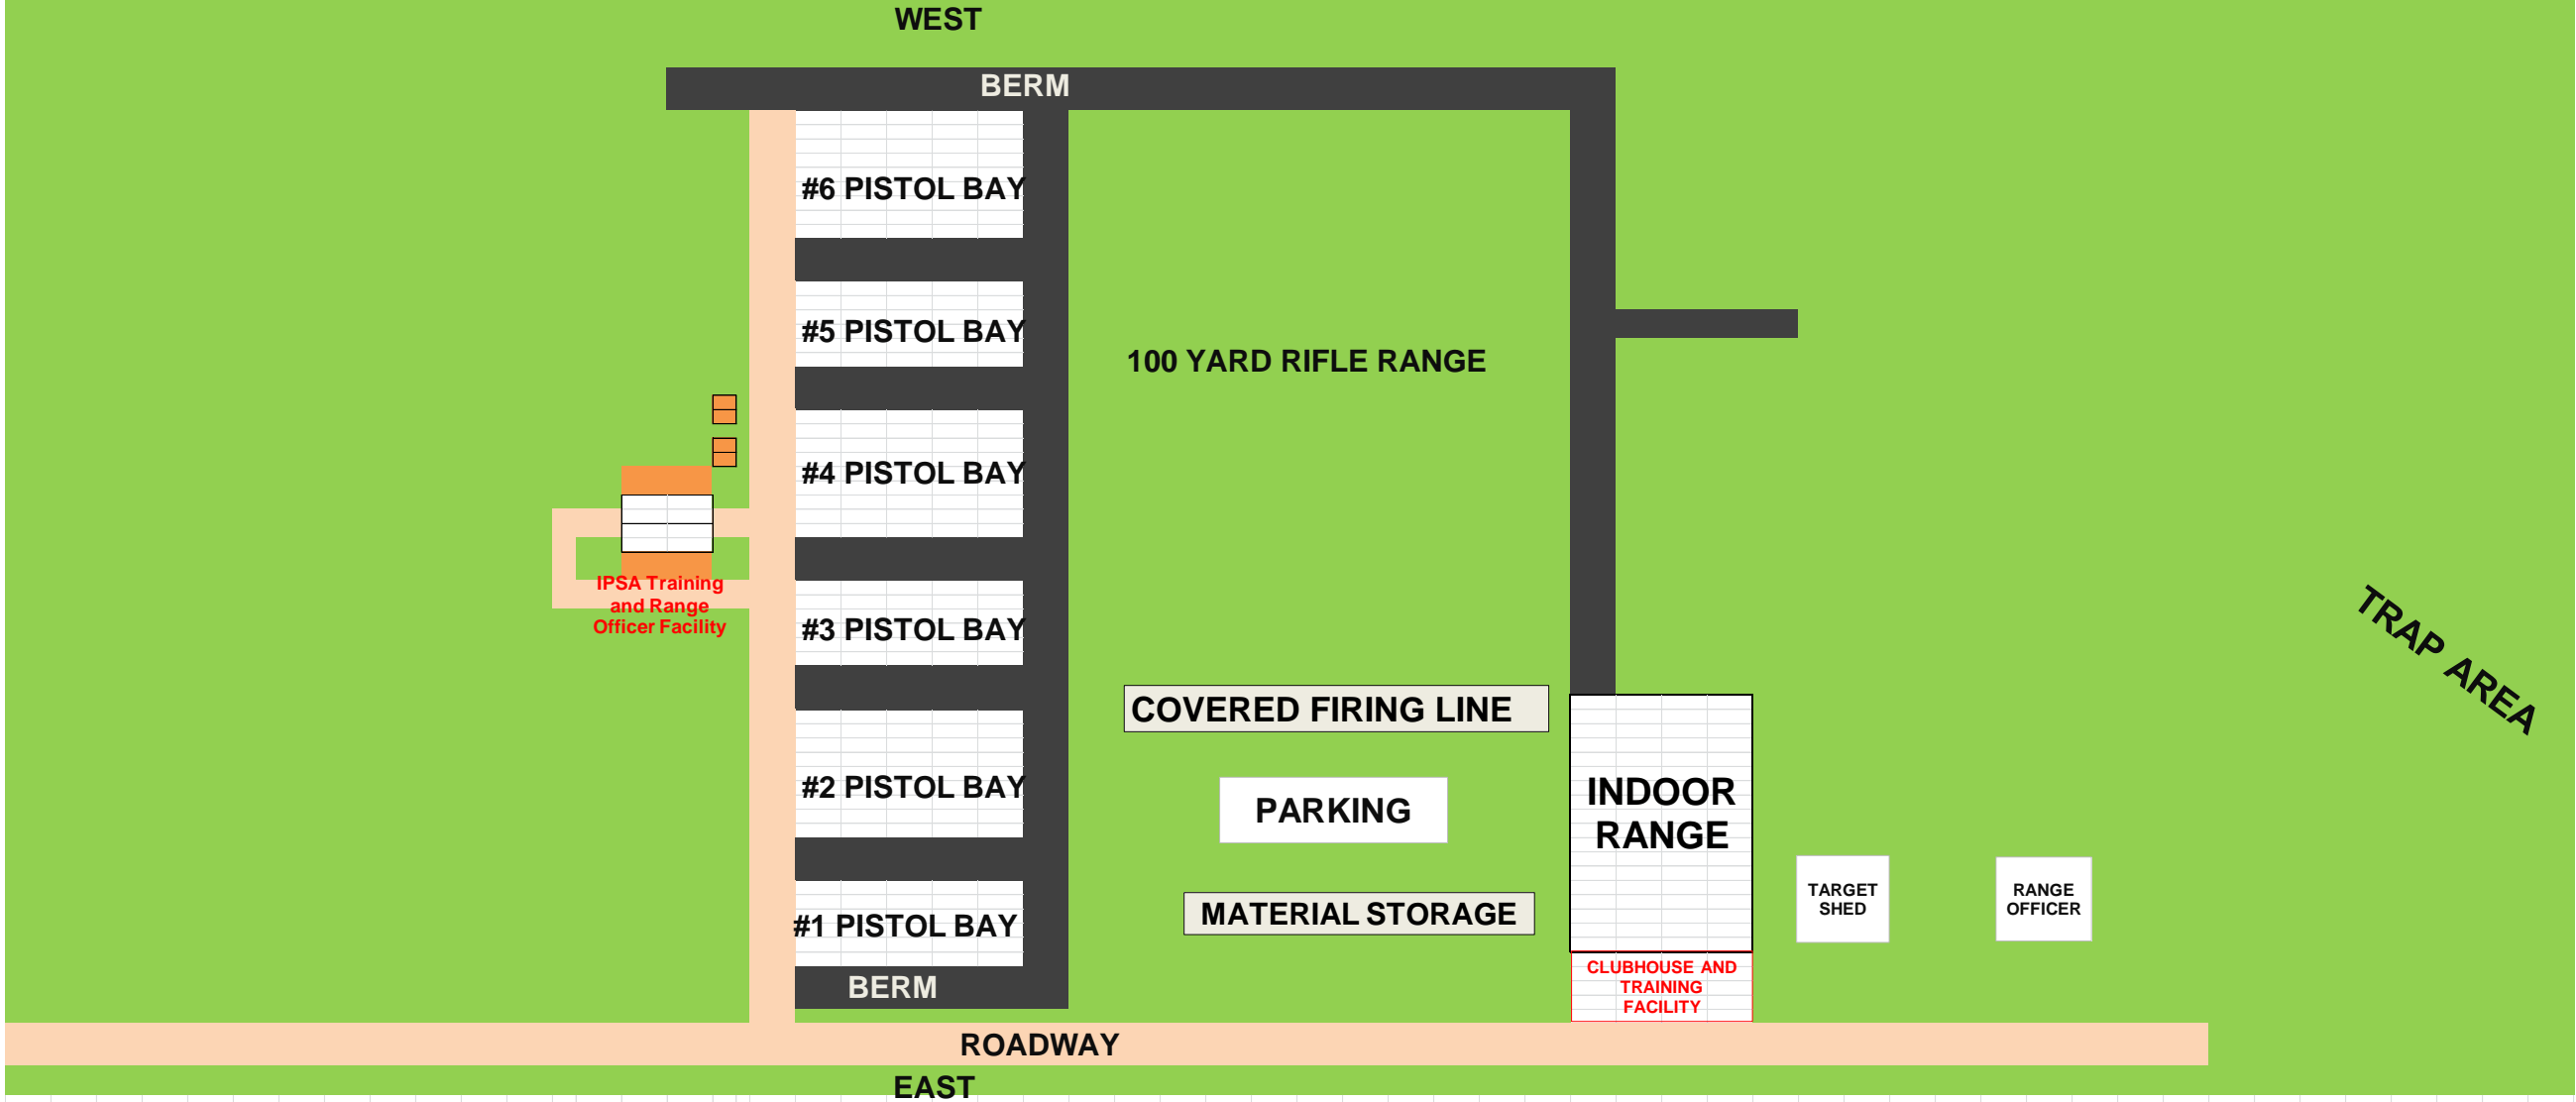 WEST
BERM
#6 PISTOL BAY
#5 PISTOL BAY
100 YARD RIFLE RANGE
#4 PISTOL BAY
IPSA Training
and Range
Officer Facility
#3 PISTOL BAY
TRAP AREA
COVERED FIRING LINE
#2 PISTOL BAY
PARKING
INDOOR
RANGE
TARGET
SHED
RANGE
OFFICER
#1 PISTOL BAY
MATERIAL STORAGE
CLUBHOUSE AND
TRAINING
FACILITY
BERM
ROADWAY
EAST